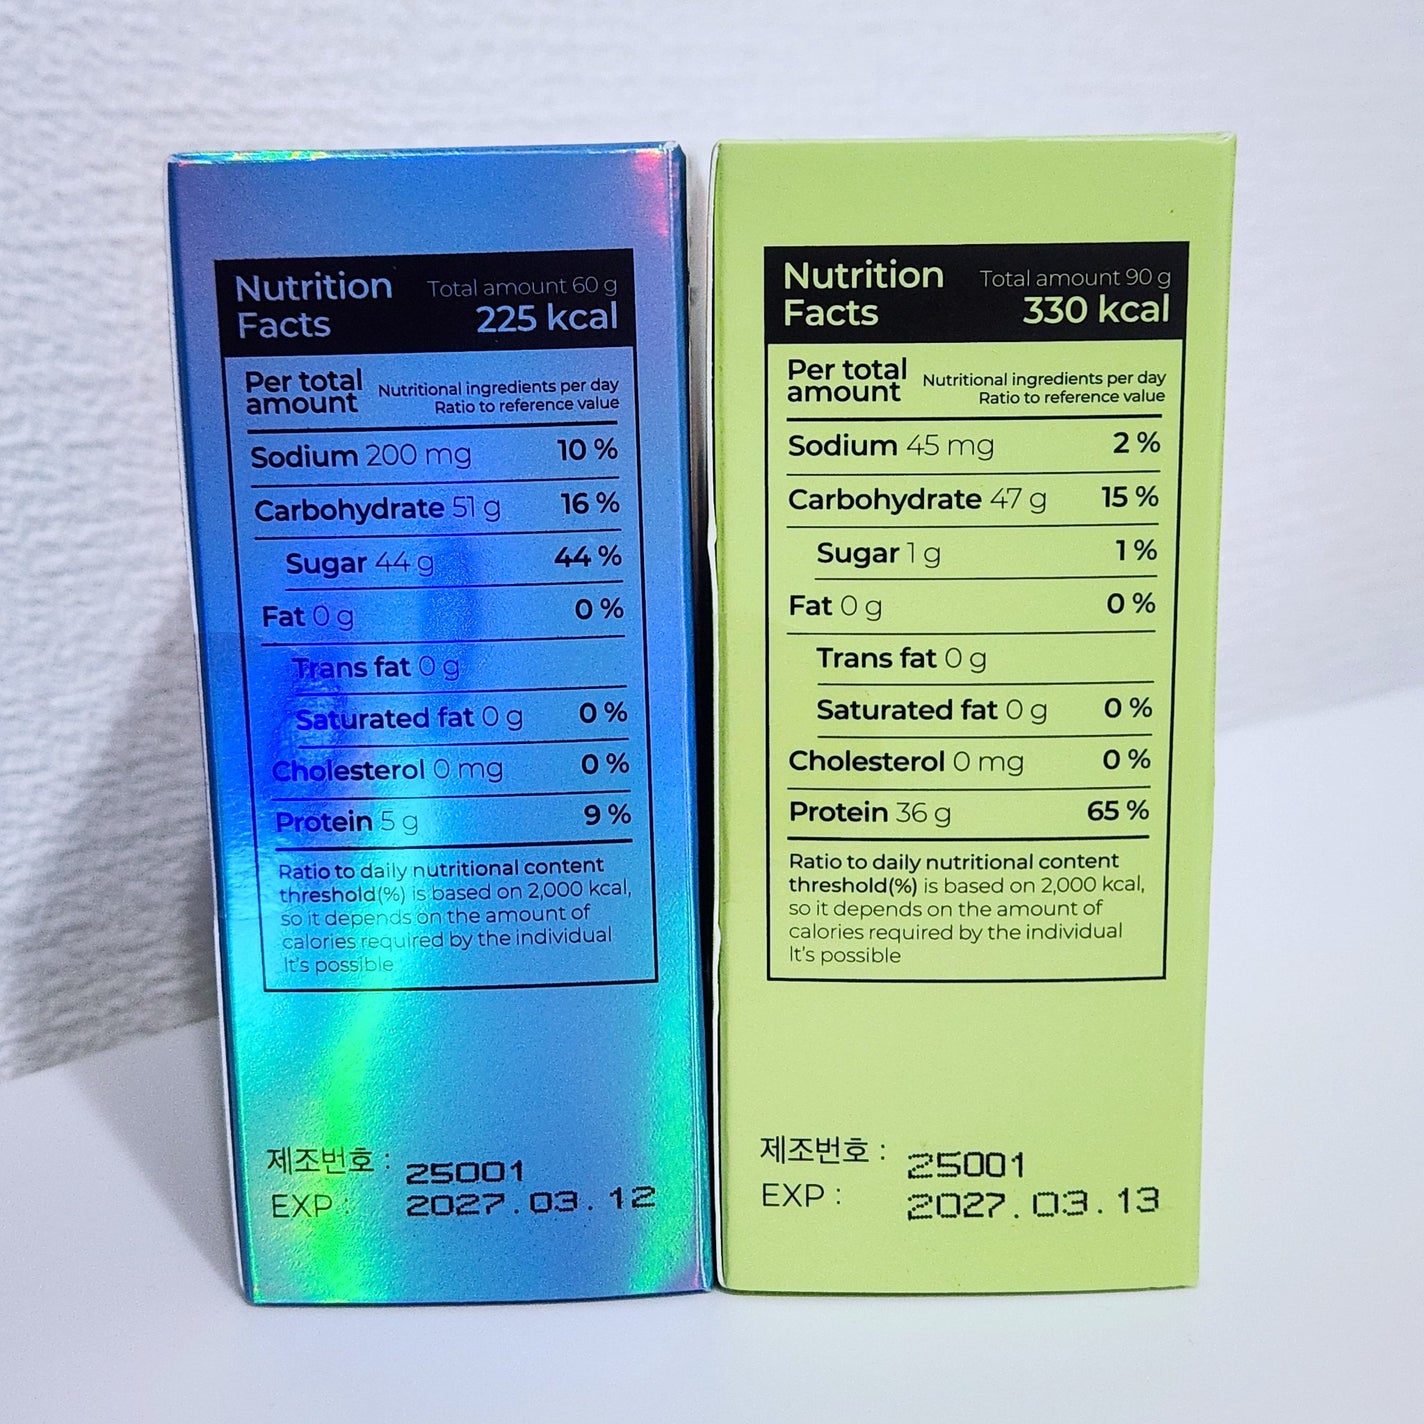 Nutrition
Facts
Total amount 60 g
225 kcal
Per total
amount
Nutritional ingredients per day
Ratio to reference value
Sodium 200 mg 10 %
Carbohydrate 51 g 16 %
Sugar 44 g 44 %
Fat 0 g 0 %
Trans fat 0 g
Saturated fat 0 g 0 %
Cholesterol 0 mg 0 %
Protein 5 g 9 %
Ratio to daily nutritional content
threshold(%) is based on 2,000 kcal,
so it depends on the amount of
calories required by the individual
It's possible
제조번호 : 25001
EXP : 2027.03.12
Nutrition
Facts
Total amount 90 g
330 kcal
Per total
amount
Nutritional ingredients per day
Ratio to reference value
Sodium 45 mg 2 %
Carbohydrate 47 g 15 %
Sugar 1 g 1 %
Fat 0 g 0 %
Trans fat 0 g
Saturated fat 0 g 0 %
Cholesterol 0 mg 0 %
Protein 36 g 65 %
Ratio to daily nutritional content
threshold(%) is based on 2,000 kcal,
so it depends on the amount of
calories required by the individual
It's possible
제조번호 : 25001
EXP : 2027.03.13